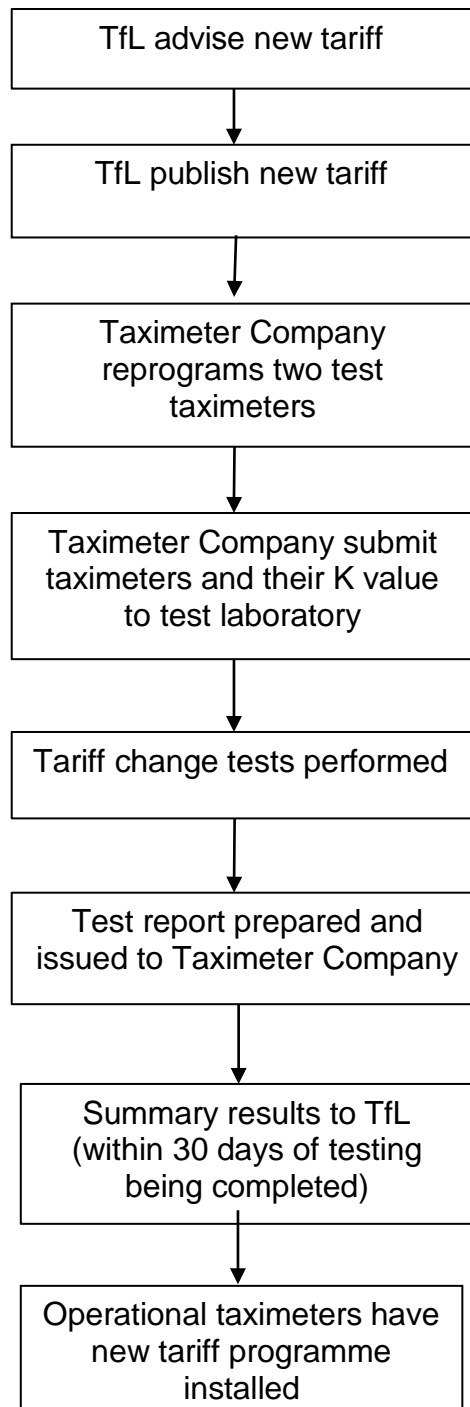 TfL advise new tariff
TfL publish new tariff
Taximeter Company
reprograms two test
taximeters
Taximeter Company submit
taximeters and their K value
to test laboratory
Tariff change tests performed
Test report prepared and
issued to Taximeter Company
Summary results to TfL
(within 30 days of testing
being completed)
Operational taximeters have
new tariff programme
installed